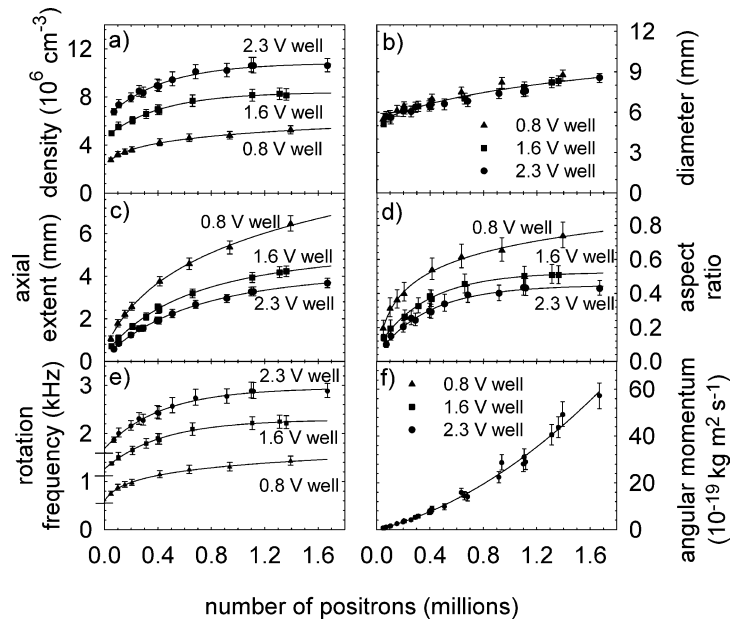 a)
2.3 V well
1.6 V well
0.8 V well
12
8
4
0
density (10⁶ cm⁻³)
b)
0.8 V well
1.6 V well
2.3 V well
12
9
6
3
0
diameter (mm)
c)
0.8 V well
1.6 V well
2.3 V well
6
4
2
0
axial
extent (mm)
d)
0.8 V well
1.6 V well
2.3 V well
0.8
0.6
0.4
0.2
0.0
aspect
ratio
e)
2.3 V well
1.6 V well
0.8 V well
3
2
1
0
rotation
frequency (kHz)
f)
0.8 V well
1.6 V well
2.3 V well
60
40
20
0
angular momentum
(10⁻¹⁹ kg m² s⁻¹)
0.0 0.4 0.8 1.2 1.6
0.0 0.4 0.8 1.2 1.6
number of positrons (millions)